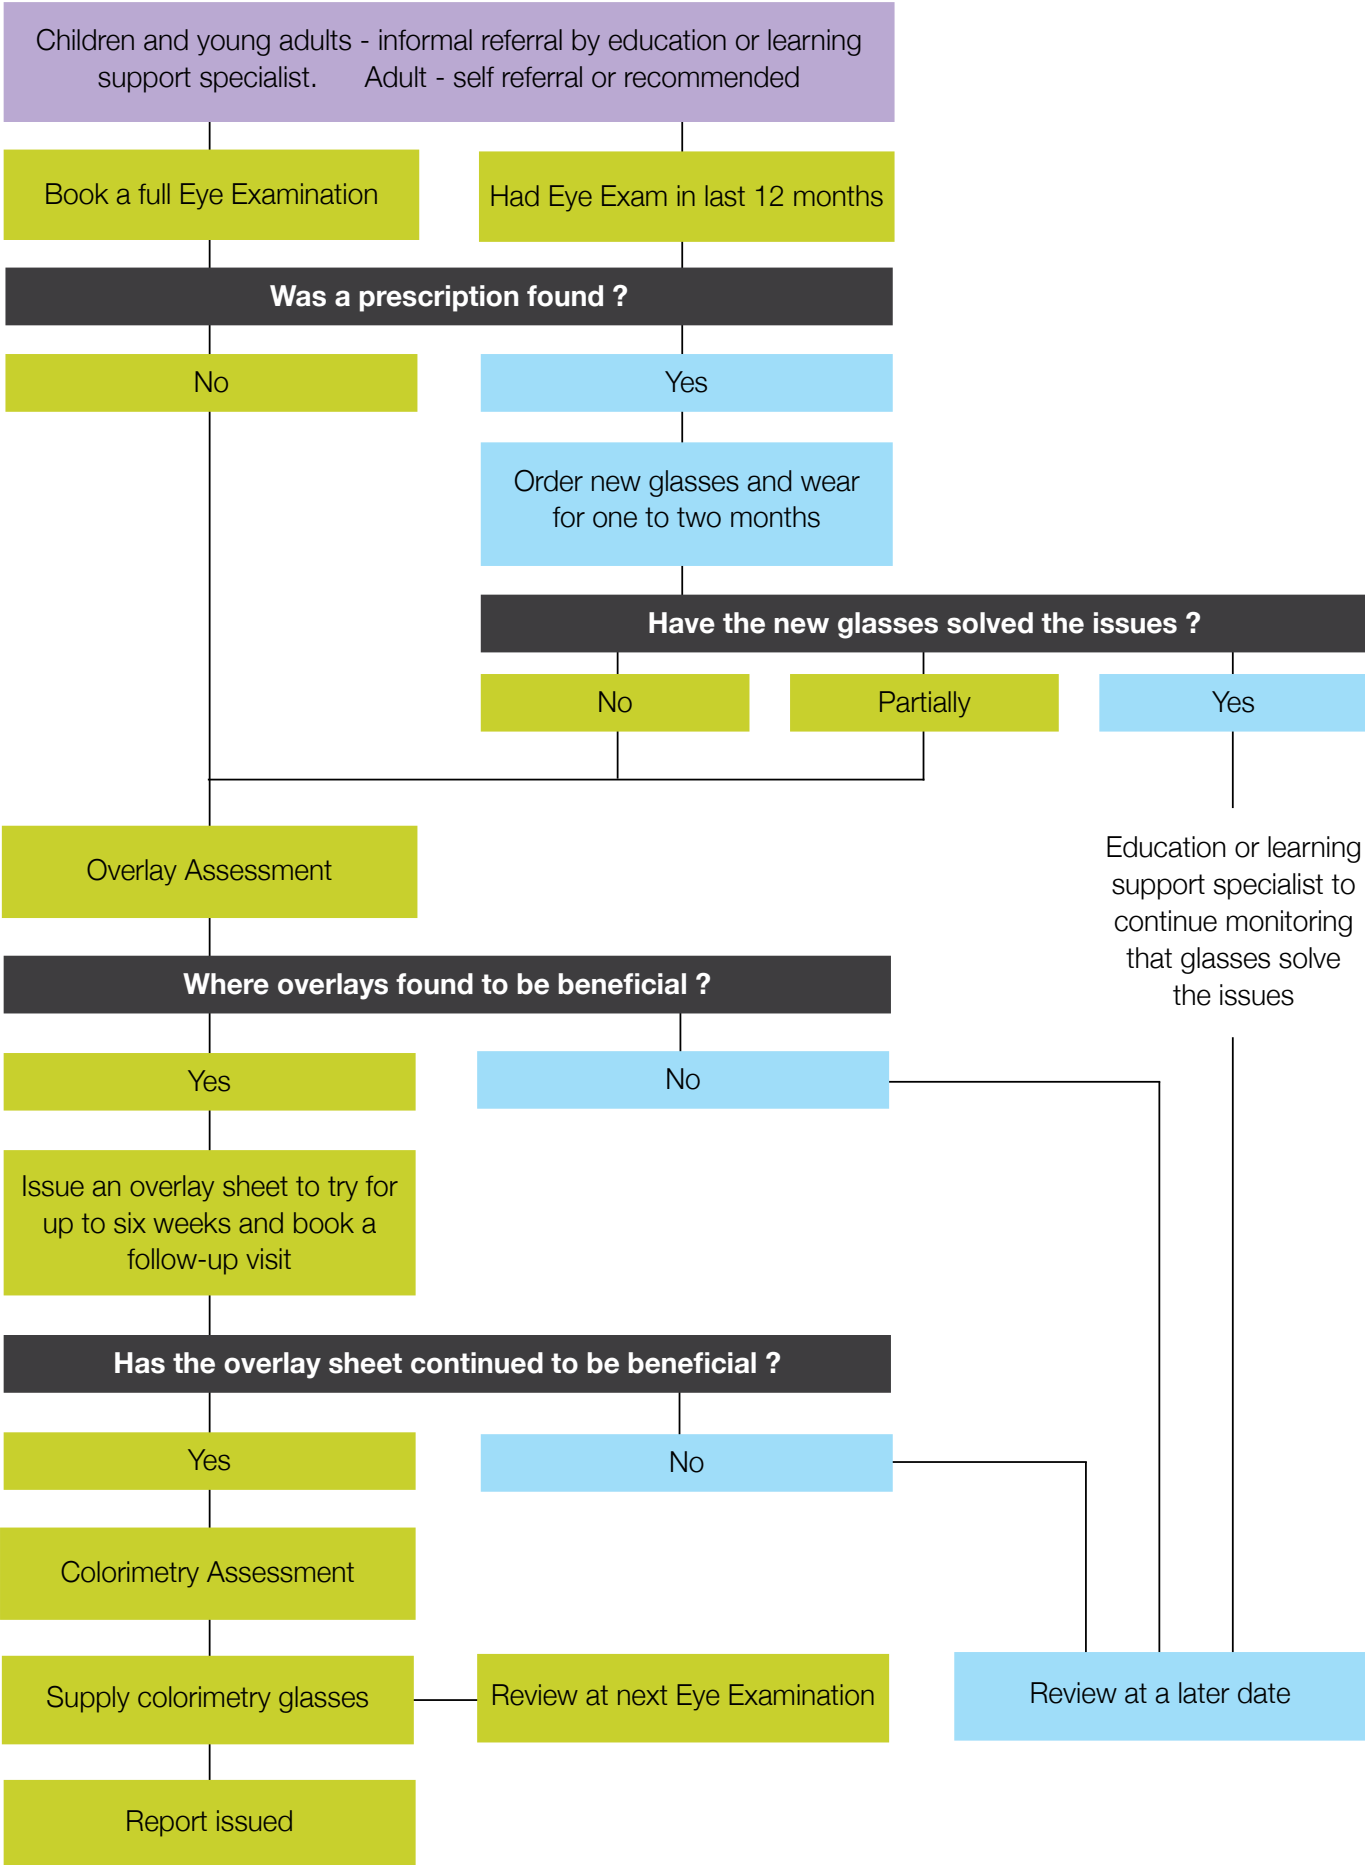 Children and young adults - informal referral by education or learning
support specialist. Adult - self referral or recommended
Book a full Eye Examination
Had Eye Exam in last 12 months
Was a prescription found ?
No
Yes
Order new glasses and wear
for one to two months
Have the new glasses solved the issues ?
No
Partially
Yes
Overlay Assessment
Education or learning
support specialist to
continue monitoring
that glasses solve
the issues
Where overlays found to be beneficial ?
Yes
No
Issue an overlay sheet to try for
up to six weeks and book a
follow-up visit
Has the overlay sheet continued to be beneficial ?
Yes
No
Colorimetry Assessment
Supply colorimetry glasses
Review at next Eye Examination
Review at a later date
Report issued